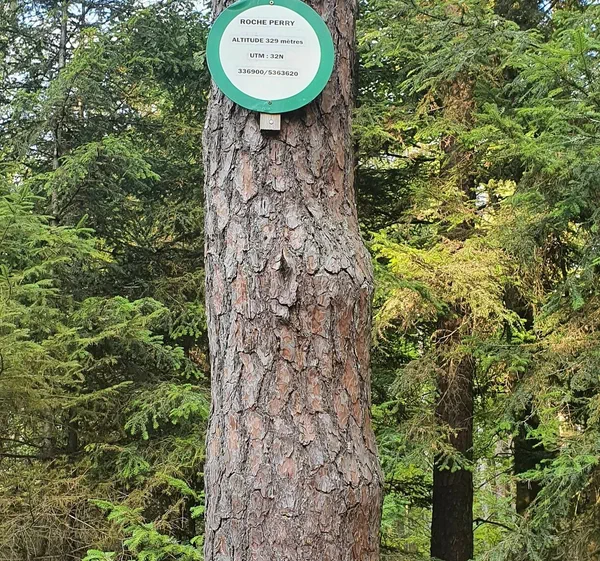 ROCHE PERRY
ALTITUDE 329 mètres
UTM : 32N
336900/5363620